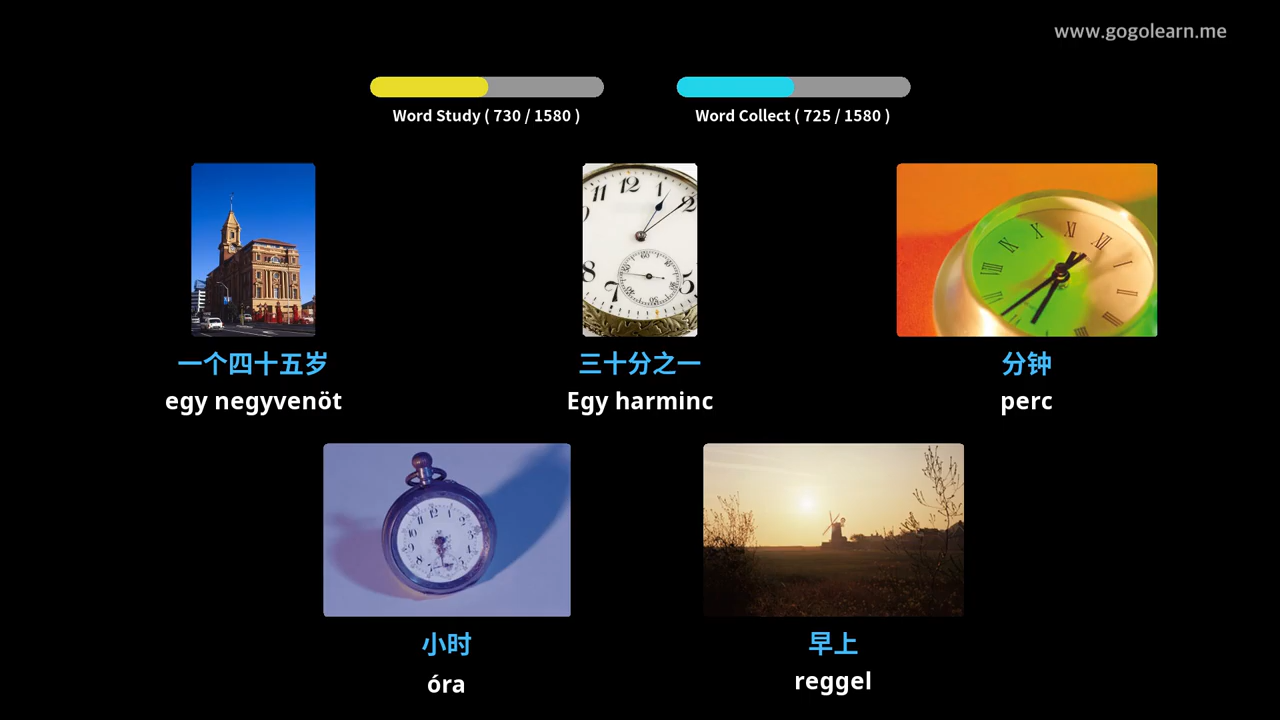 www.gogolearn.me
Word Study ( 730 / 1580 )
Word Collect ( 725 / 1580 )
一个四十五岁
egy negyvenöt
三十分之一
Egy harminc
分钟
perc
小时
óra
早上
reggel